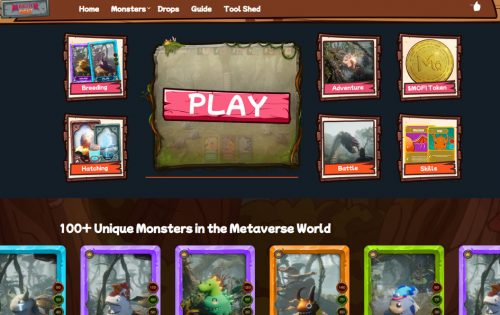 MONSTER
Home Monsters Drops Guide Tool Shed
Breeding
PLAY
Adventure
$MOFI Token
Hatching
Battle
Skills
100+ Unique Monsters in the Metaverse World